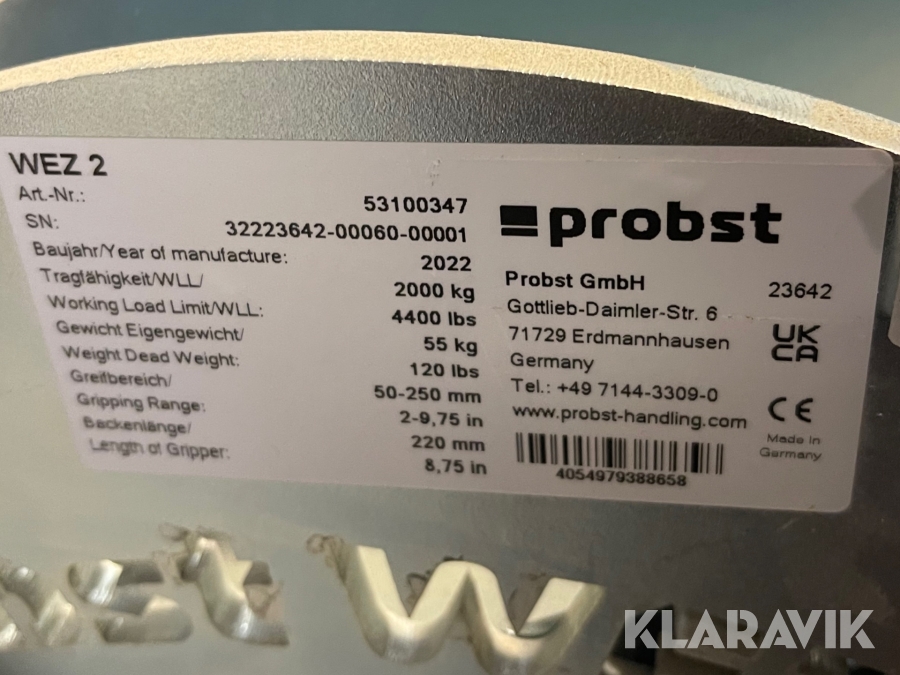 WEZ 2
Art.-Nr.: 53100347
SN: 32223642-00060-00001
Baujahr/Year of manufacture: 2022
Tragfähigkeit/WLL/ 2000 kg
Working Load Limit/WLL: 4400 lbs
Gewicht Eigengewicht/ 55 kg
Weight Dead Weight: 120 lbs
Greifbereich/ 50-250 mm
Gripping Range: 2-9,75 in
Backenlänge/ 220 mm
Length of Gripper: 8,75 in
probst
Probst GmbH
Gottlieb-Daimler-Str. 6
71729 Erdmannhausen
Germany
Tel.: +49 7144-3309-0
www.probst-handling.com
4054979388658
23642
UK
CA
CE
Made in
Germany
st W
KLARAVIK